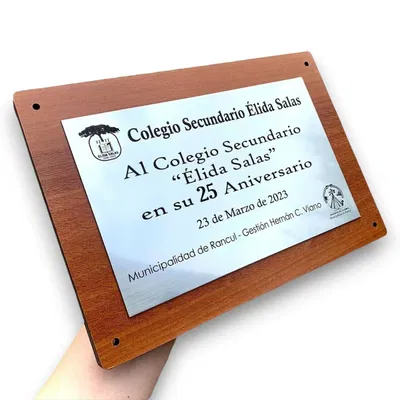 Colegio Secundario Élida Salas
Al Colegio Secundario
“Élida Salas”
en su 25 Aniversario
23 de Marzo de 2023
Municipalidad de Rancul - Gestión Hernán C. Viano